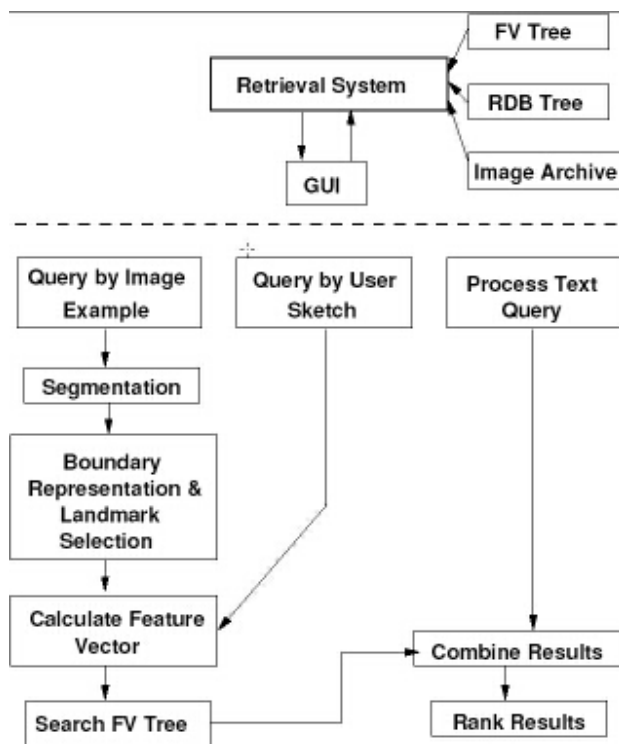 FV Tree
Retrieval System
RDB Tree
GUI
Image Archive
Query by Image
Example
Query by User
Sketch
Process Text
Query
Segmentation
Boundary
Representation &
Landmark
Selection
Calculate Feature
Vector
Combine Results
Search FV Tree
Rank Results